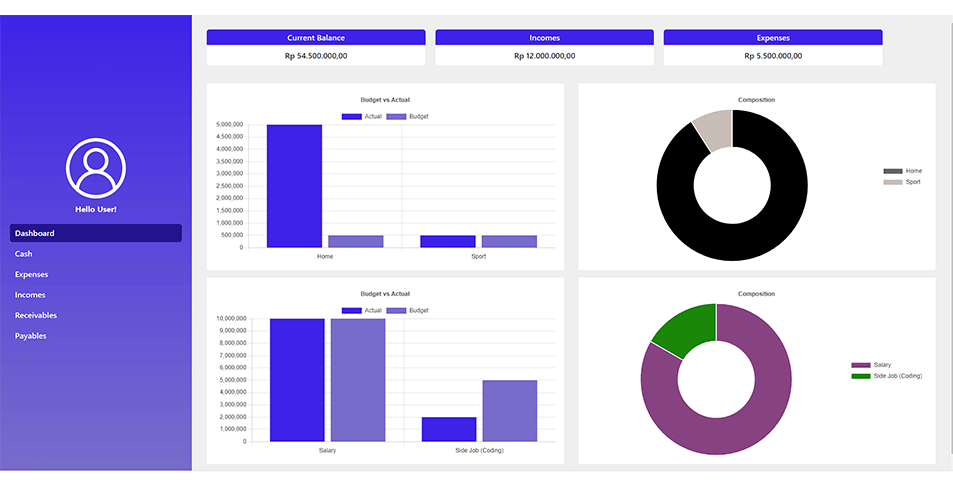 Current Balance
Rp 54.500.000,00
Incomes
Rp 12.000.000,00
Expenses
Rp 5.500.000,00
Hello User!
Dashboard
Cash
Expenses
Incomes
Receivables
Payables
Budget vs Actual
Actual Budget
5,000,000
4,500,000
4,000,000
3,500,000
3,000,000
2,500,000
2,000,000
1,500,000
1,000,000
500,000
0
Home Sport
Composition
Home
Sport
Budget vs Actual
Actual Budget
10,000,000
9,000,000
8,000,000
7,000,000
6,000,000
5,000,000
4,000,000
3,000,000
2,000,000
1,000,000
0
Salary Side Job (Coding)
Composition
Salary
Side Job (Coding)